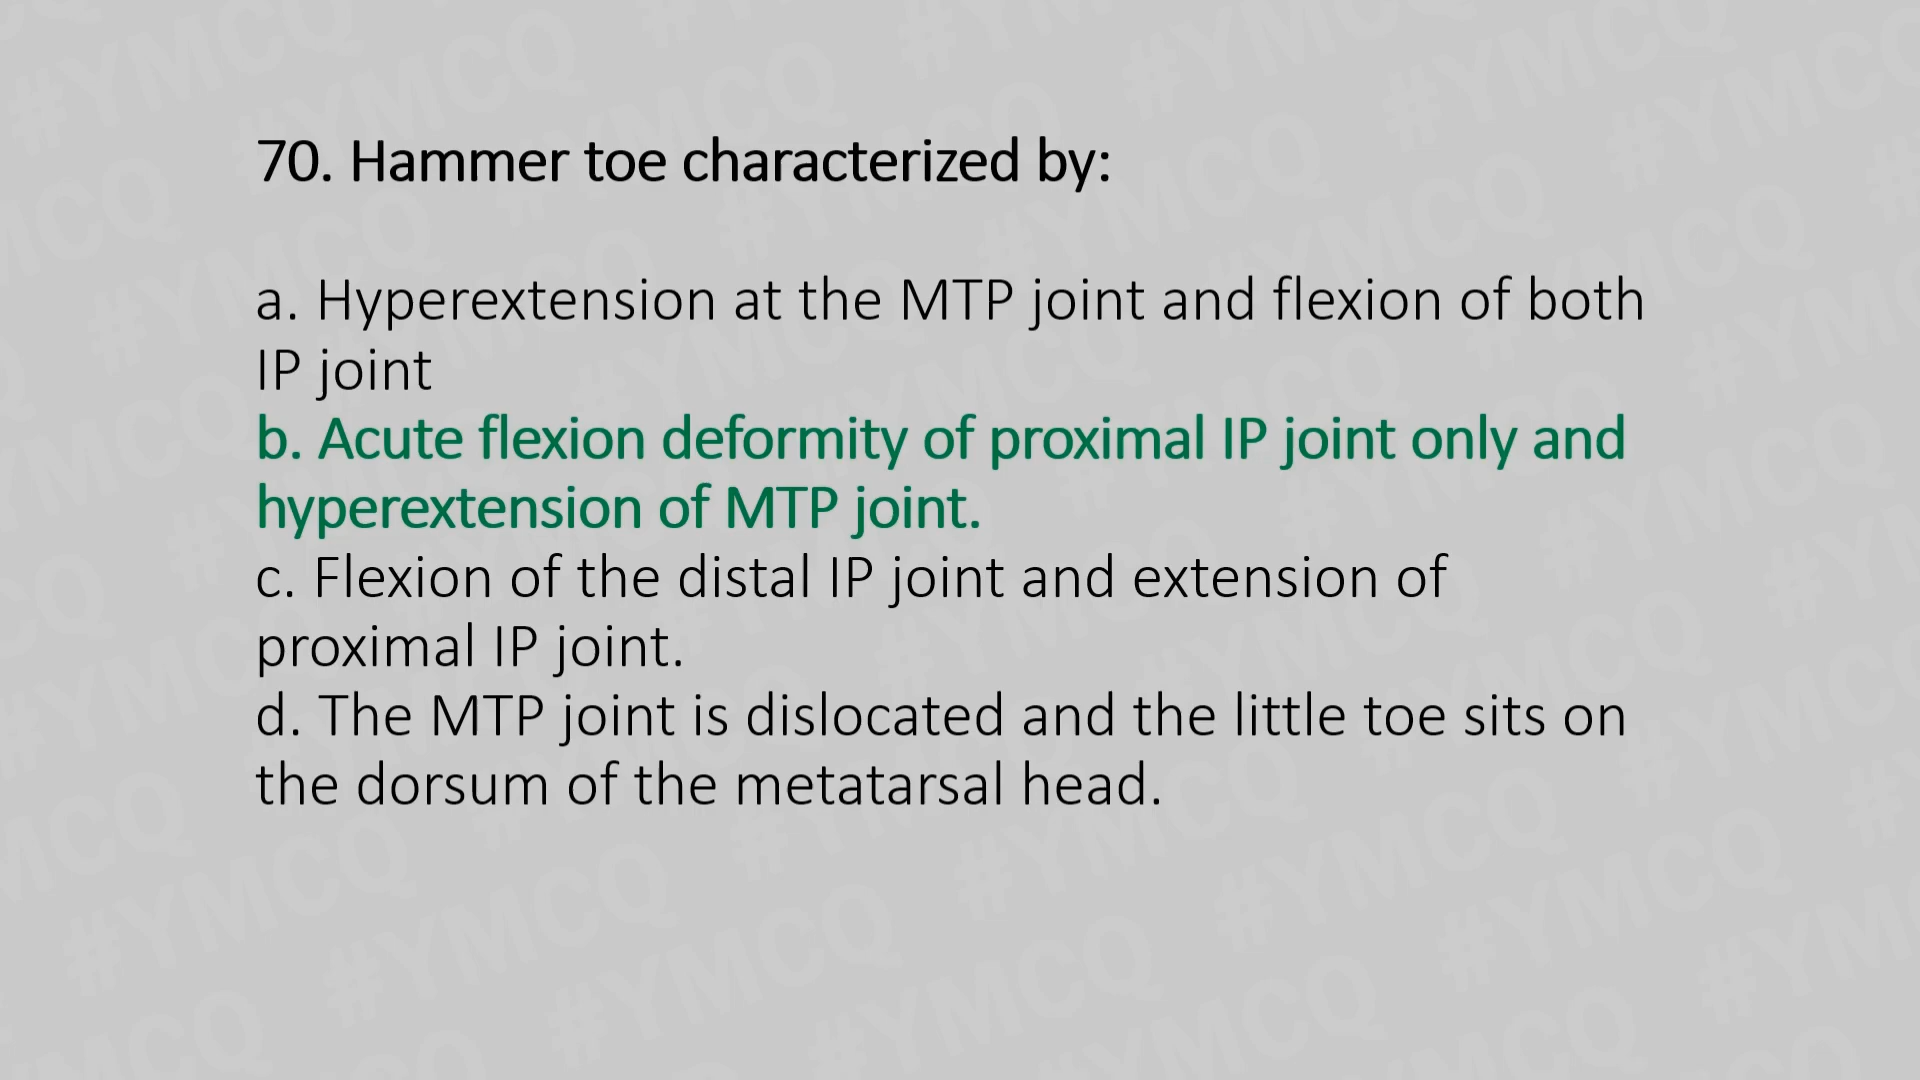 70. Hammer toe characterized by:
a. Hyperextension at the MTP joint and flexion of both
IP joint
b. Acute flexion deformity of proximal IP joint only and
hyperextension of MTP joint.
c. Flexion of the distal IP joint and extension of
proximal IP joint.
d. The MTP joint is dislocated and the little toe sits on
the dorsum of the metatarsal head.
#YMCQ